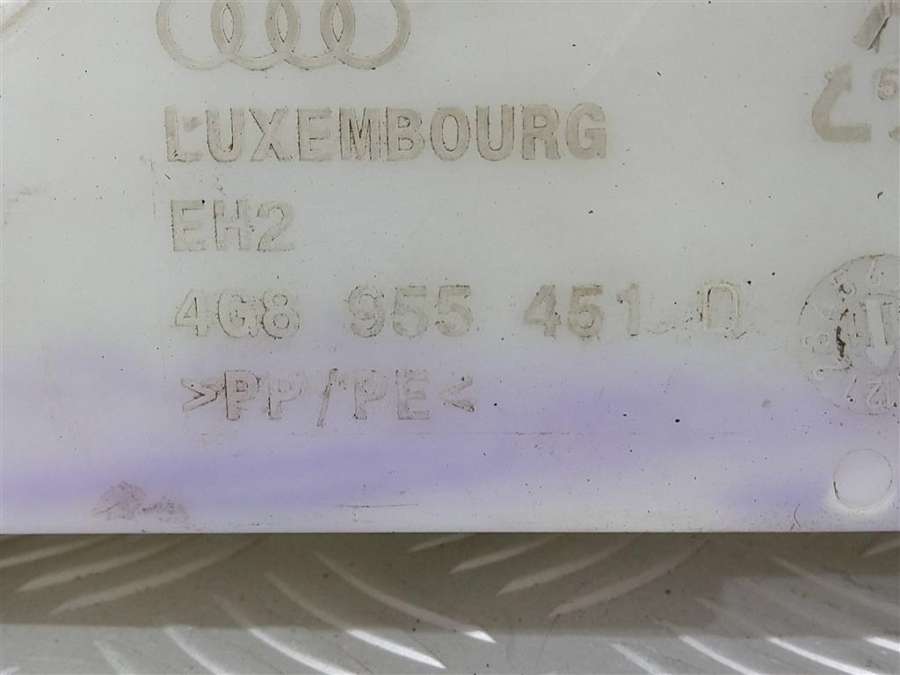 LUXEMBOURG
EH2
4G8 955 451 D
>PP/PE<